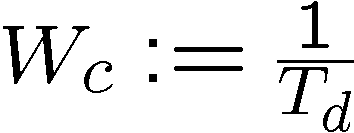 $W_c := \frac{1}{T_d}$